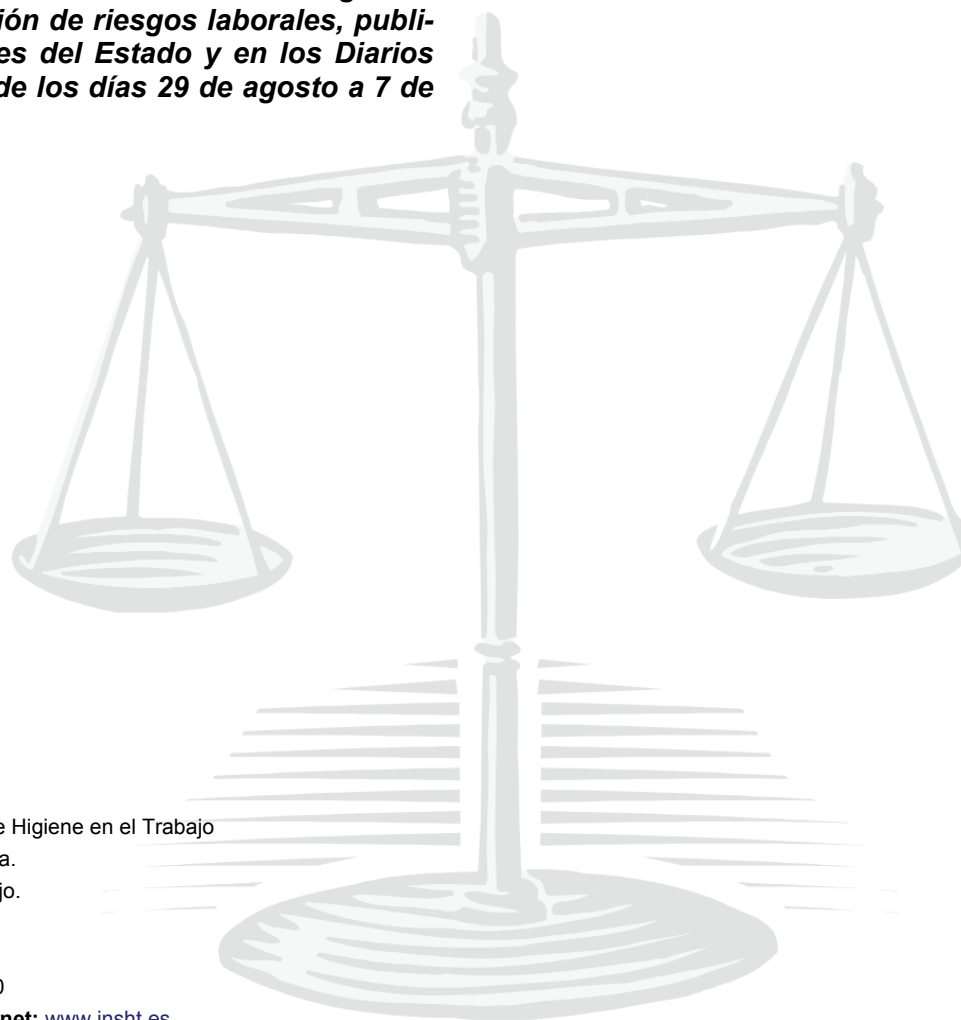 ión de riesgos laborales, publi-
es del Estado y en los Diarios
de los días 29 de agosto a 7 de
e Higiene en el Trabajo
a.
jo.
0
net: www.insht.es